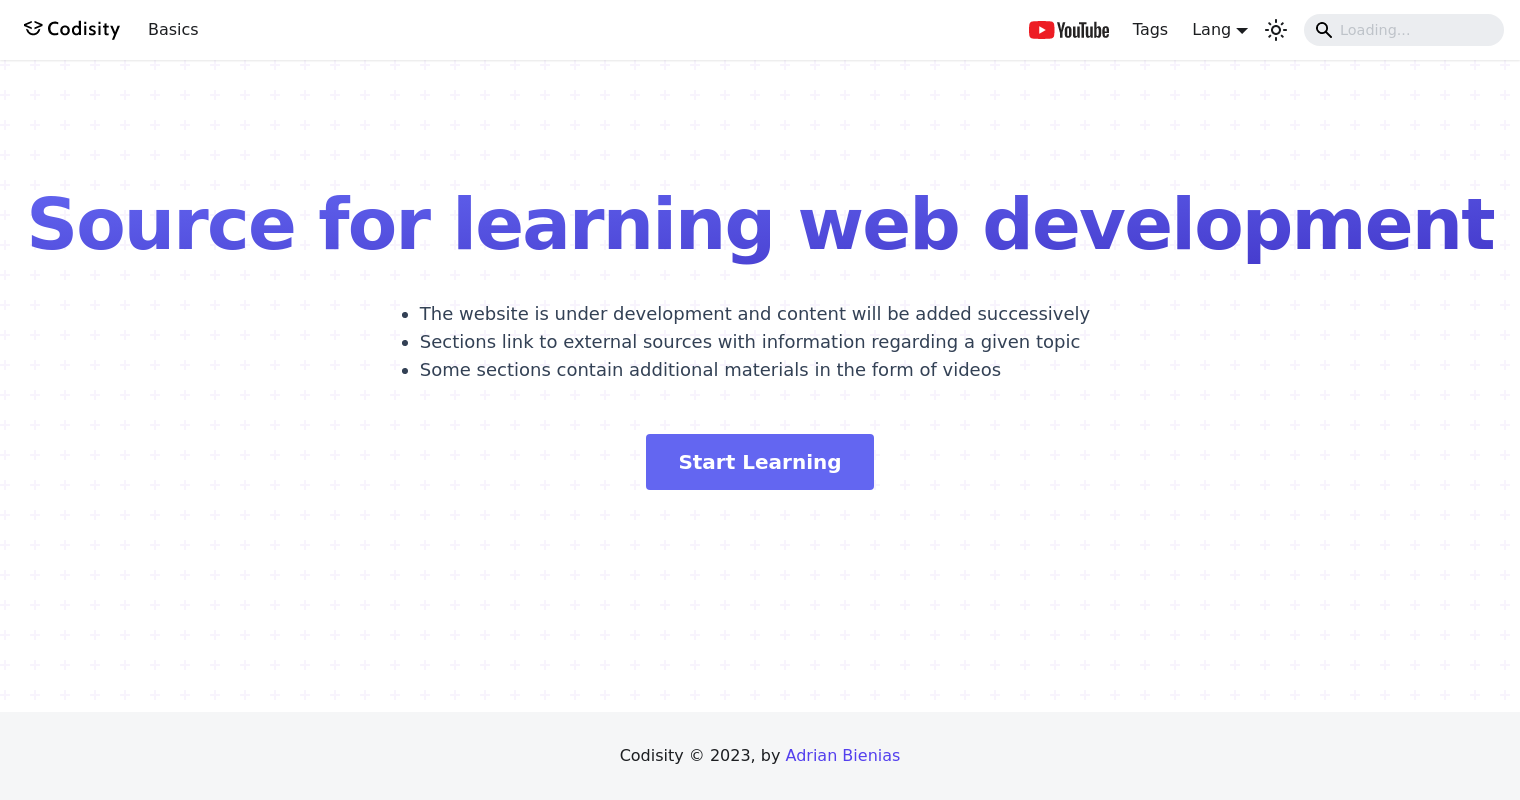 Codisity Basics YouTube Tags Lang Loading...
Source for learning web development
The website is under development and content will be added successively
Sections link to external sources with information regarding a given topic
Some sections contain additional materials in the form of videos
Start Learning
Codisity © 2023, by Adrian Bienias